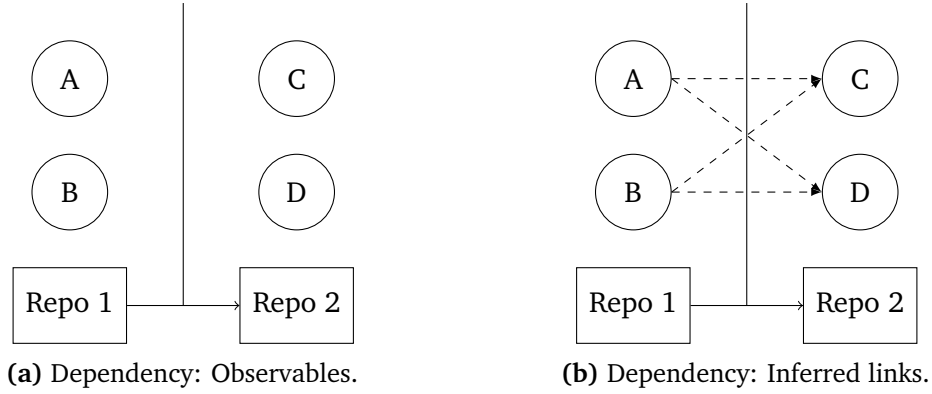 A
C
B
D
Repo 1
Repo 2
(a) Dependency: Observables.
A
C
B
D
Repo 1
Repo 2
(b) Dependency: Inferred links.